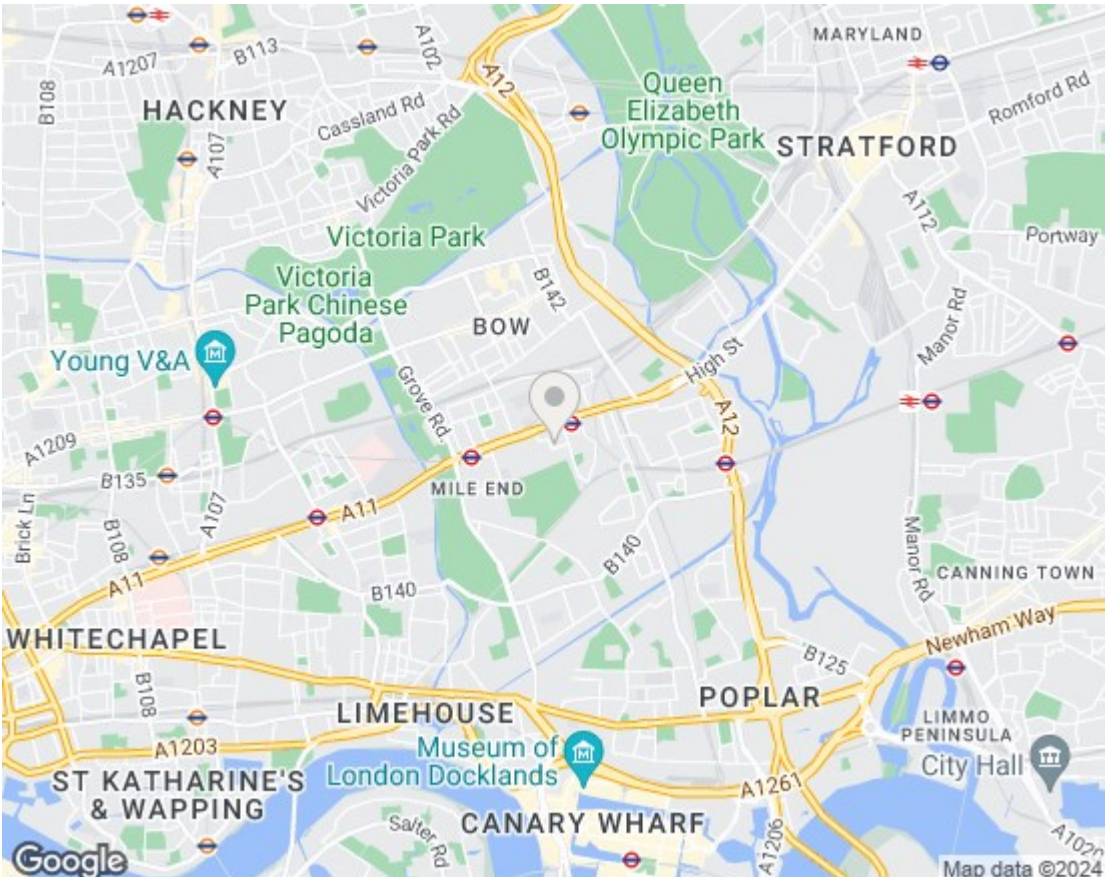 MARYLAND
A1207
B113
A102
A12
Queen
Elizabeth
Olympic Park
Romford Rd
B108
HACKNEY
A107
Cassland Rd
Victoria Park Rd
STRATFORD
A112
Portway
Victoria Park
Victoria
Park Chinese
Pagoda
B142
BOW
Manor Rd
Young V&A
Grove Rd
High St
A12
A1209
B135
MILE END
A107
A11
Brick Ln
B108
A11
B140
B140
Manor Rd
CANNING TOWN
WHITECHAPEL
Newham Way
B125
B108
POPLAR
LIMEHOUSE
LIMMO
PENINSULA
A1203
Museum of
London Docklands
City Hall
ST KATHARINE'S
& WAPPING
A1261
Salter Rd
CANARY WHARF
A1206
A1020
Google
Map data ©2024